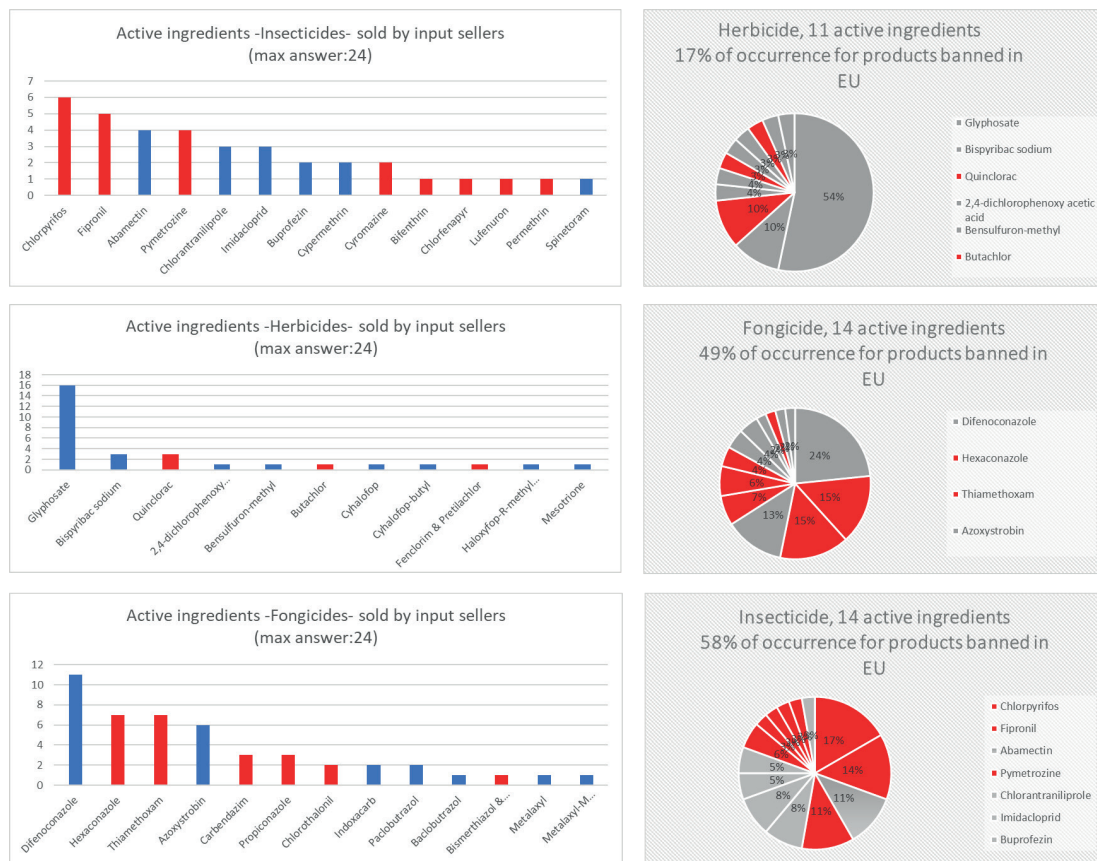 Active ingredients -Insecticides- sold by input sellers
(max answer:24)
7
6
5
4
3
2
1
0
Chlorpyrifos
Fipronil
Abamectin
Pymetrozine
Chlorantraniliprole
Imidacloprid
Buprofezin
Cypermethrin
Cyromazine
Bifenthrin
Chlorfenapyr
Lufenuron
Permethrin
Spinetoram
Herbicide, 11 active ingredients
17% of occurrence for products banned in
EU
54%
10%
10%
4%
4%
3%
3%
Glyphosate
Bispyribac sodium
Quinclorac
2,4-dichlorophenoxy acetic
acid
Bensulfuron-methyl
Butachlor
Active ingredients -Herbicides- sold by input sellers
(max answer:24)
18
16
14
12
10
8
6
4
2
0
Glyphosate
Bispyribac sodium
Quinclorac
2,4-dichlorophenoxy...
Bensulfuron-methyl
Butachlor
Cyhalofop
Cyhalofop-butyl
Fenclorim & Pretilachlor
Haloxyfop-R-methyl...
Mesotrione
Fongicide, 14 active ingredients
49% of occurrence for products banned in
EU
24%
15%
15%
13%
7%
6%
4%
4%
4%
Difenoconazole
Hexaconazole
Thiamethoxam
Azoxystrobin
Active ingredients -Fongicides- sold by input sellers
(max answer:24)
12
10
8
6
4
2
0
Difenoconazole
Hexaconazole
Thiamethoxam
Azoxystrobin
Carbendazim
Propiconazole
Chlorothalonil
Indoxacarb
Paclobutrazol
Baclobutrazol
Bismerthiazol &...
Metalaxyl
Metalaxyl-M...
Insecticide, 14 active ingredients
58% of occurrence for products banned in
EU
17%
14%
11%
11%
8%
8%
5%
5%
6%
Chlorpyrifos
Fipronil
Abamectin
Pymetrozine
Chlorantraniliprole
Imidacloprid
Buprofezin